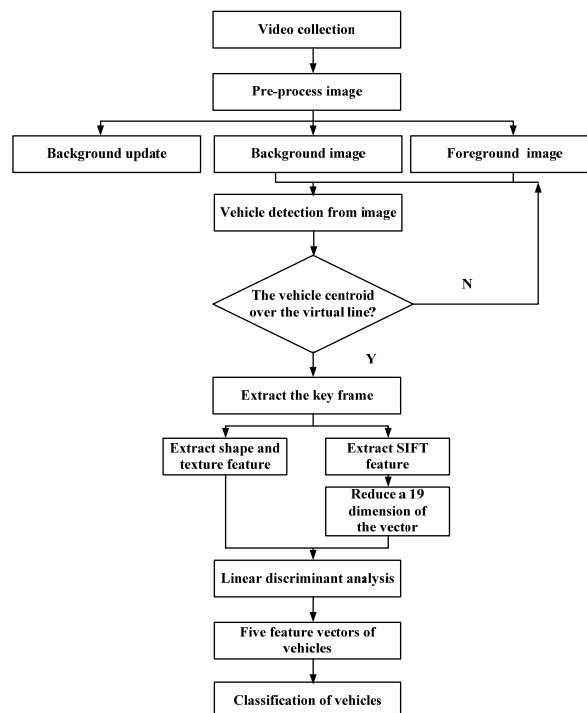 Video collection
Pre-process image
Background update
Background image
Foreground image
Vehicle detection from image
The vehicle centroid
over the virtual line?
N
Y
Extract the key frame
Extract shape and
texture feature
Extract SIFT
feature
Reduce a 19
dimension of
the vector
Linear discriminant analysis
Five feature vectors of
vehicles
Classification of vehicles